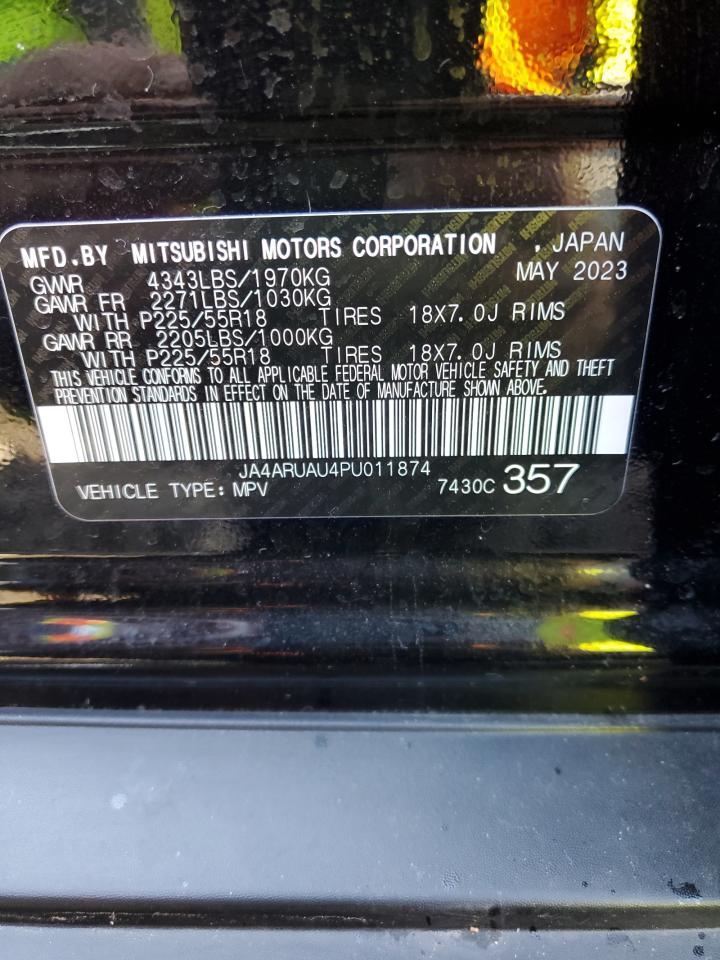 MFD.BY MITSUBISHI MOTORS CORPORATION , JAPAN
GVWR 4343LBS/1970KG MAY 2023
GAWR FR 2271LBS/1030KG
WITH P225/55R18 TIRES 18X7.0J RIMS
GAWR RR 2205LBS/1000KG
WITH P225/55R18 TIRES 18X7.0J RIMS
THIS VEHICLE CONFORMS TO ALL APPLICABLE FEDERAL MOTOR VEHICLE SAFETY AND THEFT
PREVENTION STANDARDS IN EFFECT ON THE DATE OF MANUFACTURE SHOWN ABOVE.
JA4ARUAU4PU011874
VEHICLE TYPE: MPV 7430C 357